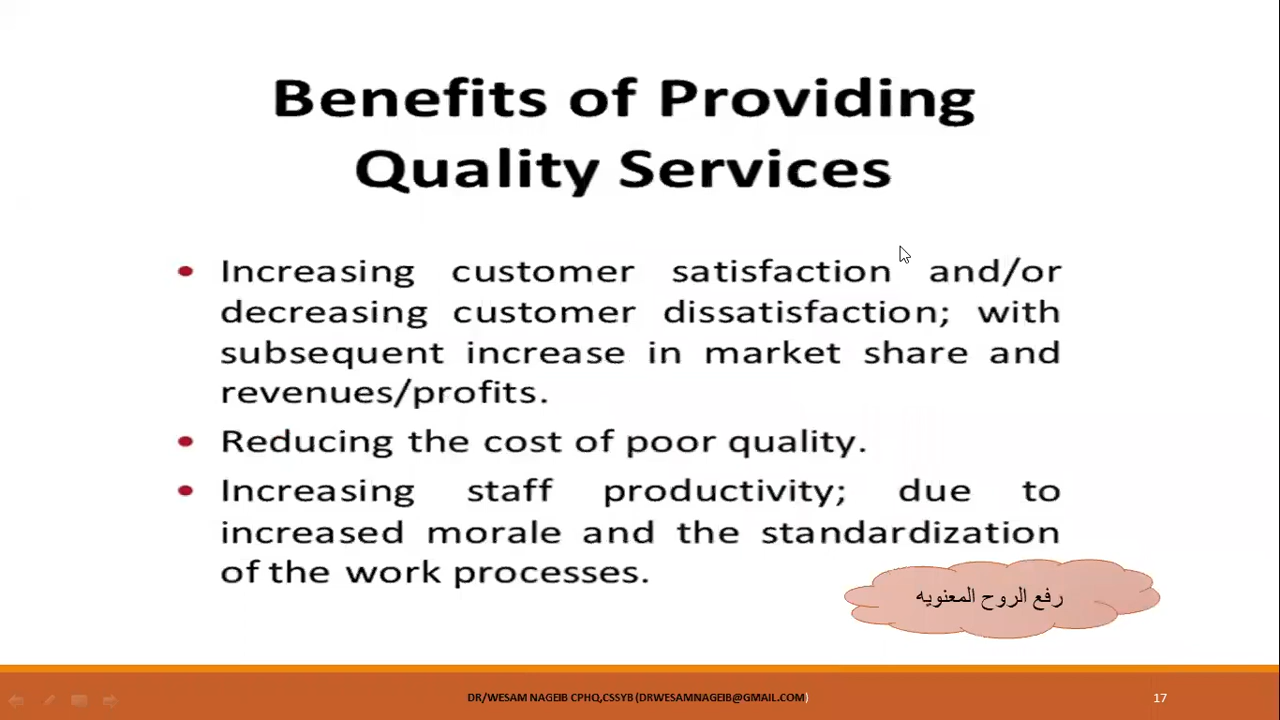 Benefits of Providing
Quality Services
• Increasing customer satisfaction and/or
decreasing customer dissatisfaction; with
subsequent increase in market share and
revenues/profits.
• Reducing the cost of poor quality.
• Increasing staff productivity; due to
increased morale and the standardization
of the work processes.
رفع الروح المعنويه
DR/WESAM NAGEIB CPHQ,CSSYB (DRWESAMNAGEIB@GMAIL.COM)
17